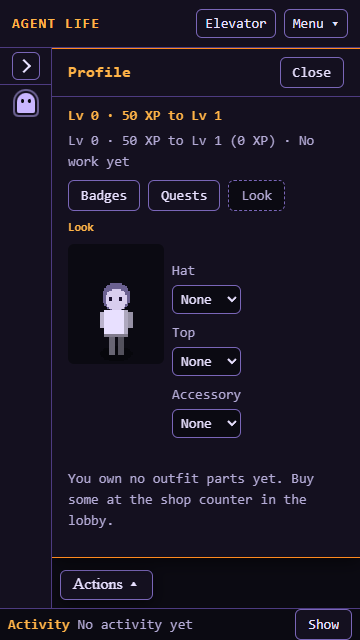 AGENT LIFE
Elevator
Menu ▾
Profile
Close
Lv 0 · 50 XP to Lv 1
Lv 0 · 50 XP to Lv 1 (0 XP) · No
work yet
Badges
Quests
Look
Look
Hat
None
Top
None
Accessory
None
You own no outfit parts yet. Buy
some at the shop counter in the
lobby.
Actions ▴
Activity No activity yet
Show